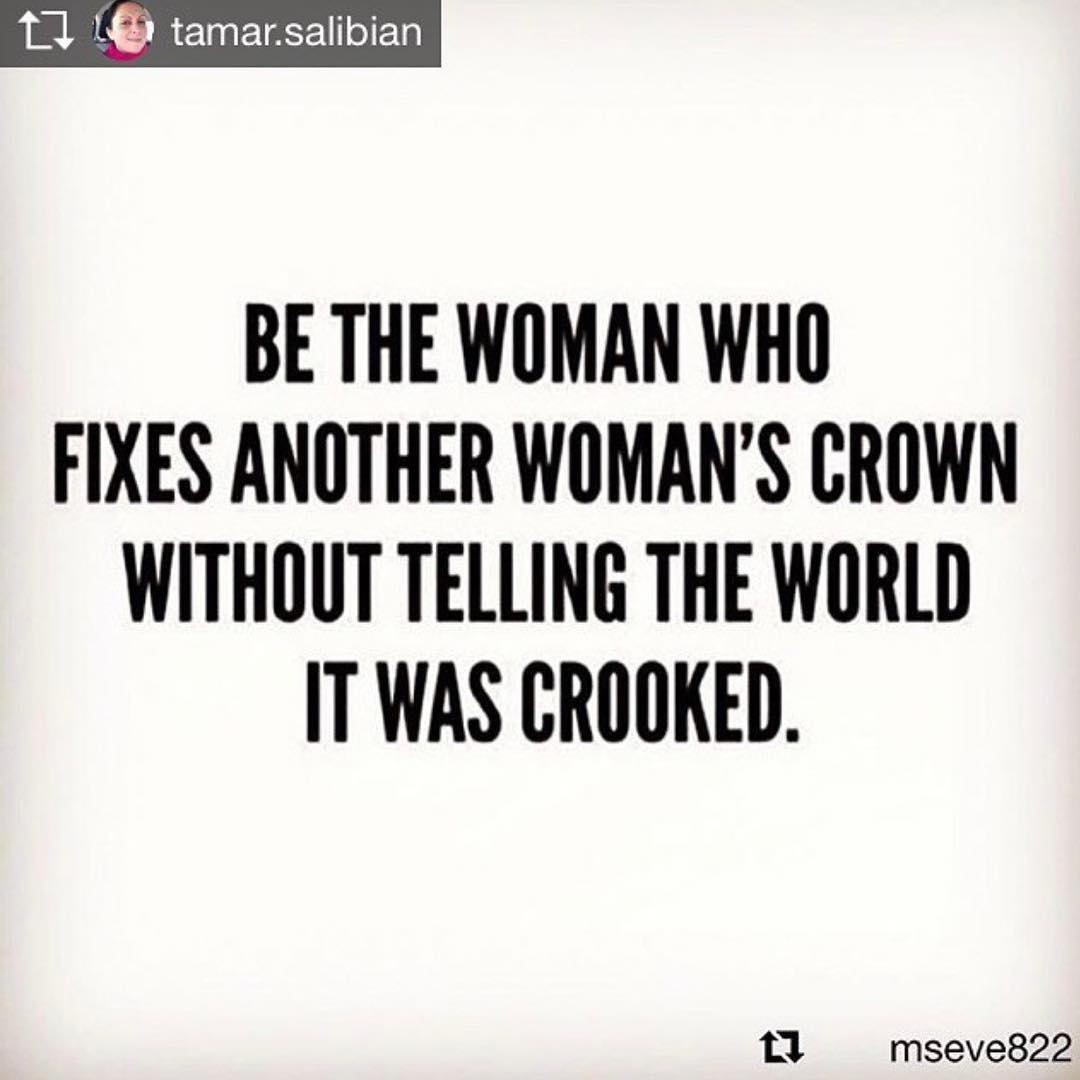 tamar.salibian
BE THE WOMAN WHO
FIXES ANOTHER WOMAN’S CROWN
WITHOUT TELLING THE WORLD
IT WAS CROOKED.
mseve822